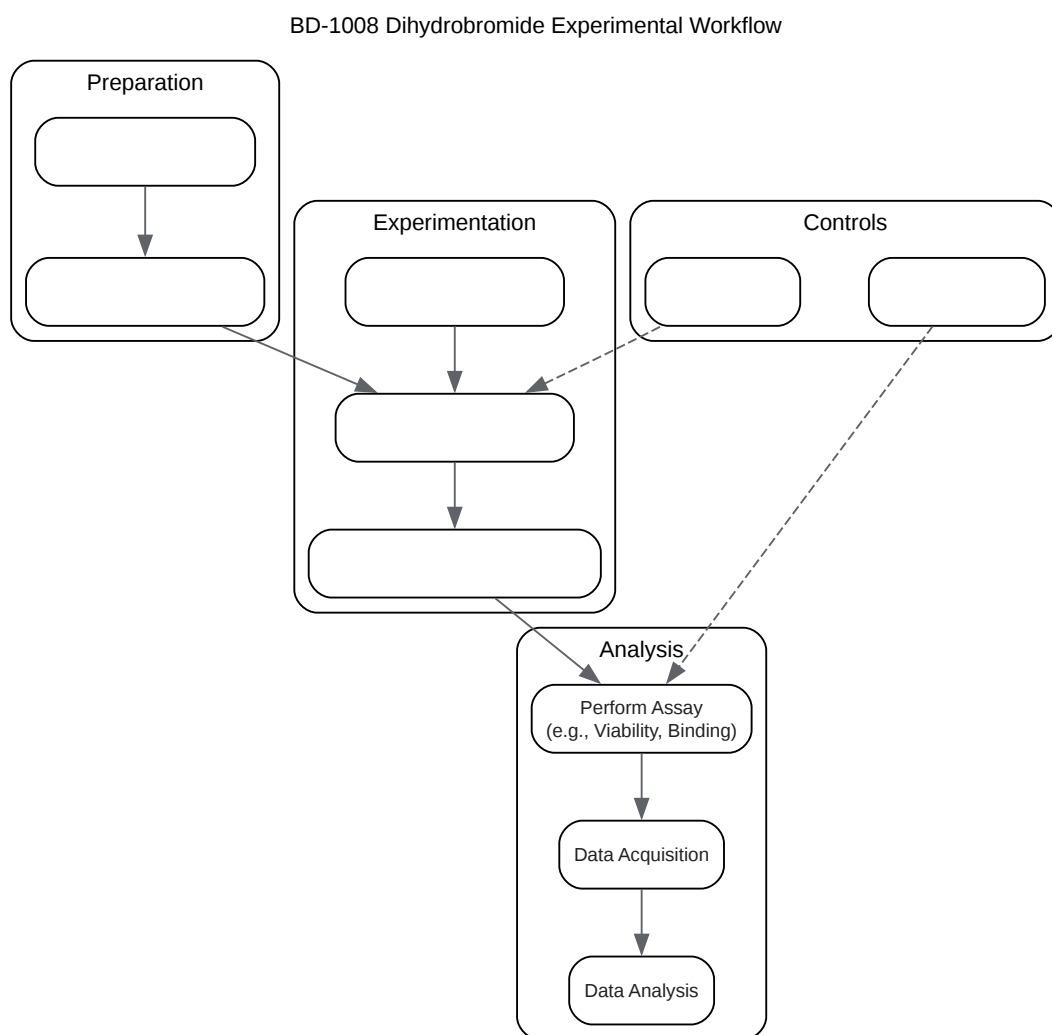 BD-1008 Dihydrobromide Experimental Workflow
Preparation
Experimentation
Controls
Analysis
Perform Assay
(e.g., Viability, Binding)
Data Acquisition
Data Analysis